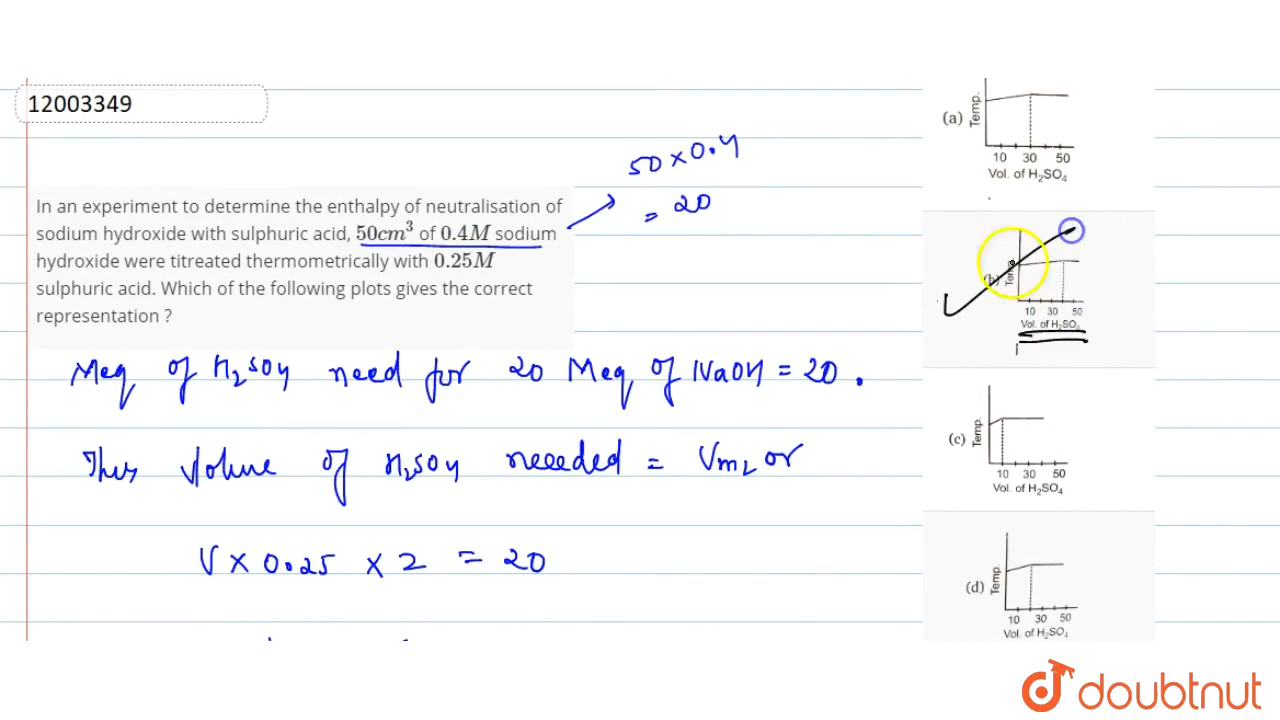 12003349
In an experiment to determine the enthalpy of neutralisation of
sodium hydroxide with sulphuric acid, 50cm³ of 0.4M sodium
hydroxide were titreated thermometrically with 0.25M
sulphuric acid. Which of the following plots gives the correct
representation ?
50 × 0.4
= 20
Meq of H2SO4 need for 20 Meq of NaOH = 20.
Thus Volume of H2SO4 needed = VmL or
V × 0.25 × 2 = 20
(a) Temp.
10 30 50
Vol. of H₂SO₄
(b)
10 30 50
Vol. of H₂SO₄
(c) Temp.
10 30 50
Vol. of H₂SO₄
(d) Temp.
10 30 50
Vol. of H₂SO₄
doubtnut